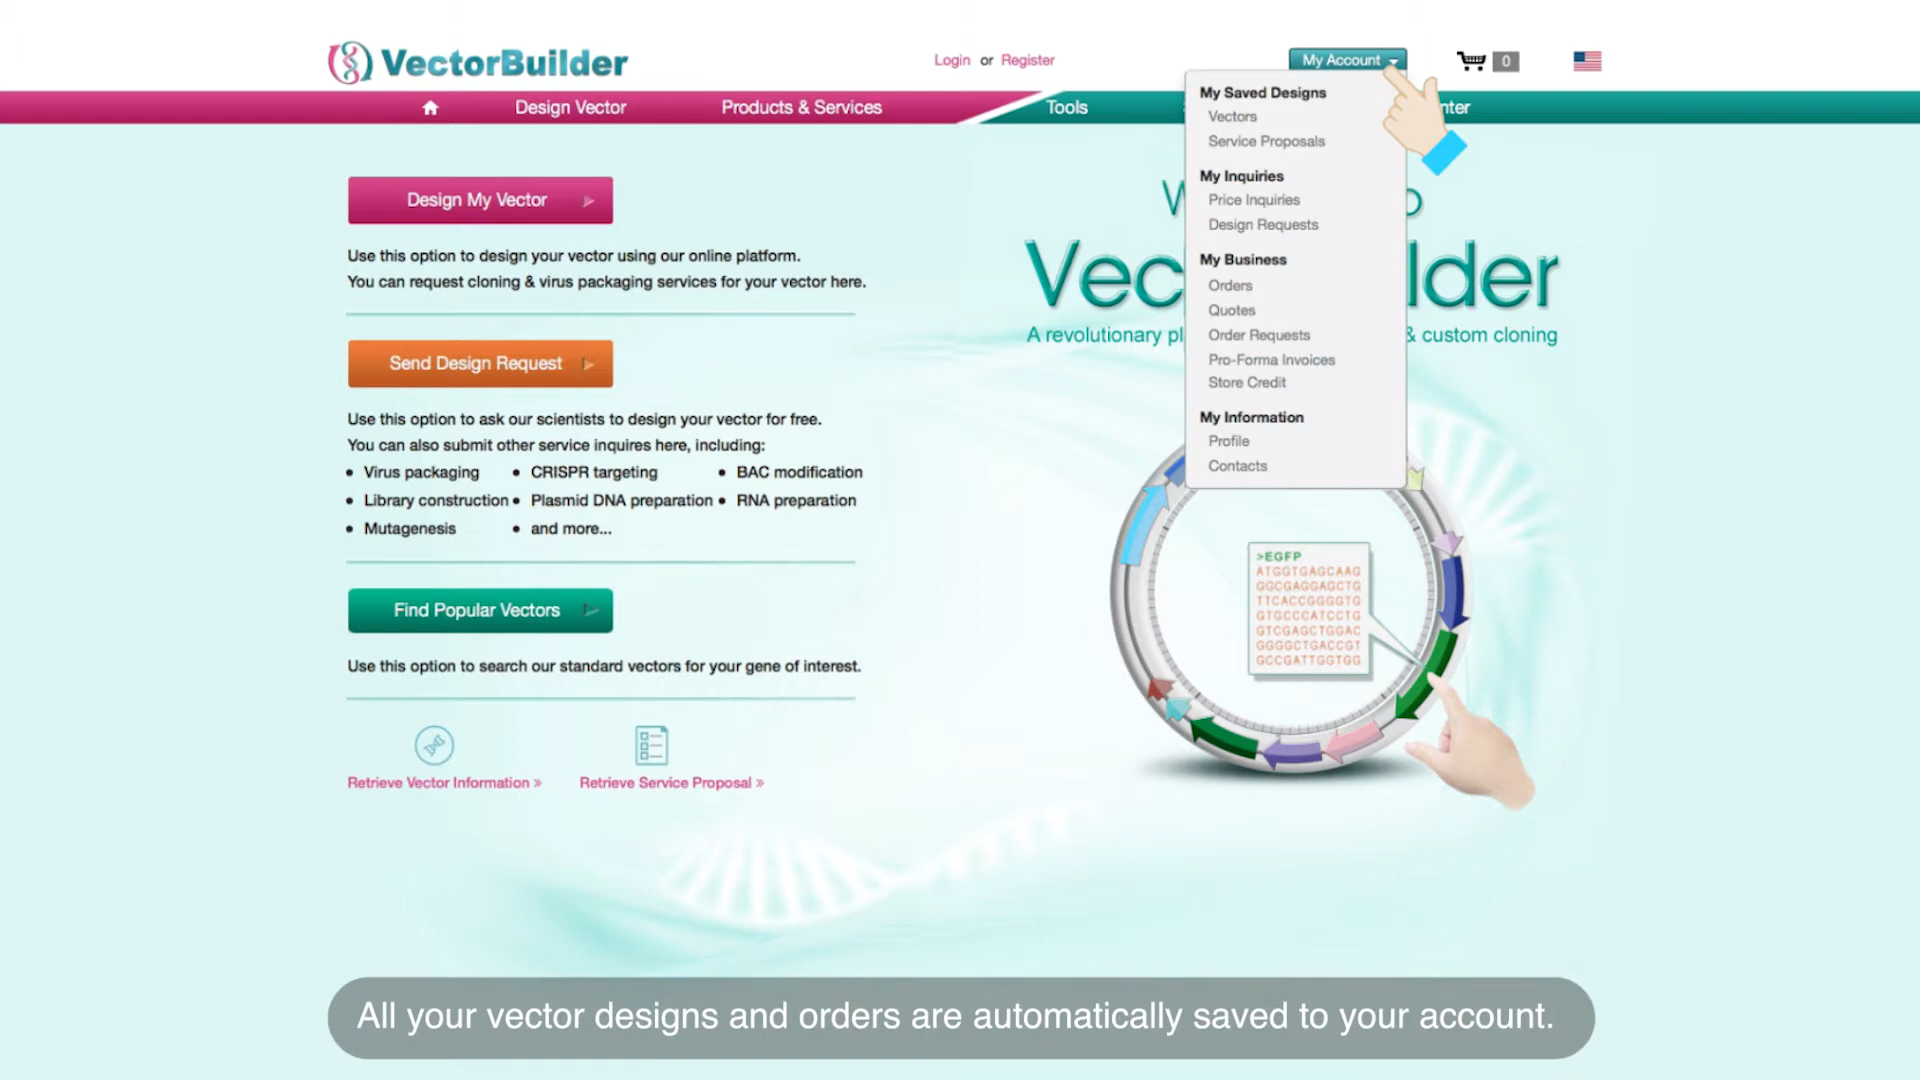 VectorBuilder
Login or Register
My Account
0
Design Vector
Products & Services
Tools
nter
My Saved Designs
Vectors
Service Proposals
My Inquiries
Price Inquiries
Design Requests
My Business
Orders
Quotes
Order Requests
Pro-Forma Invoices
Store Credit
My Information
Profile
Contacts
Design My Vector
Use this option to design your vector using our online platform.
You can request cloning & virus packaging services for your vector here.
Send Design Request
Use this option to ask our scientists to design your vector for free.
You can also submit other service inquires here, including:
• Virus packaging • CRISPR targeting • BAC modification
• Library construction • Plasmid DNA preparation • RNA preparation
• Mutagenesis • and more...
Find Popular Vectors
Use this option to search our standard vectors for your gene of interest.
Retrieve Vector Information »
Retrieve Service Proposal »
Vec lder
A revolutionary pl & custom cloning
>EGFP
ATGGTGAGCAAG
GGCGAGGAGCTG
TTCACCGGGGTG
GTGCCCATCCTG
GTCGAGCTGGAC
GGGGCTGACCGT
GCCGATTGGTGG
All your vector designs and orders are automatically saved to your account.